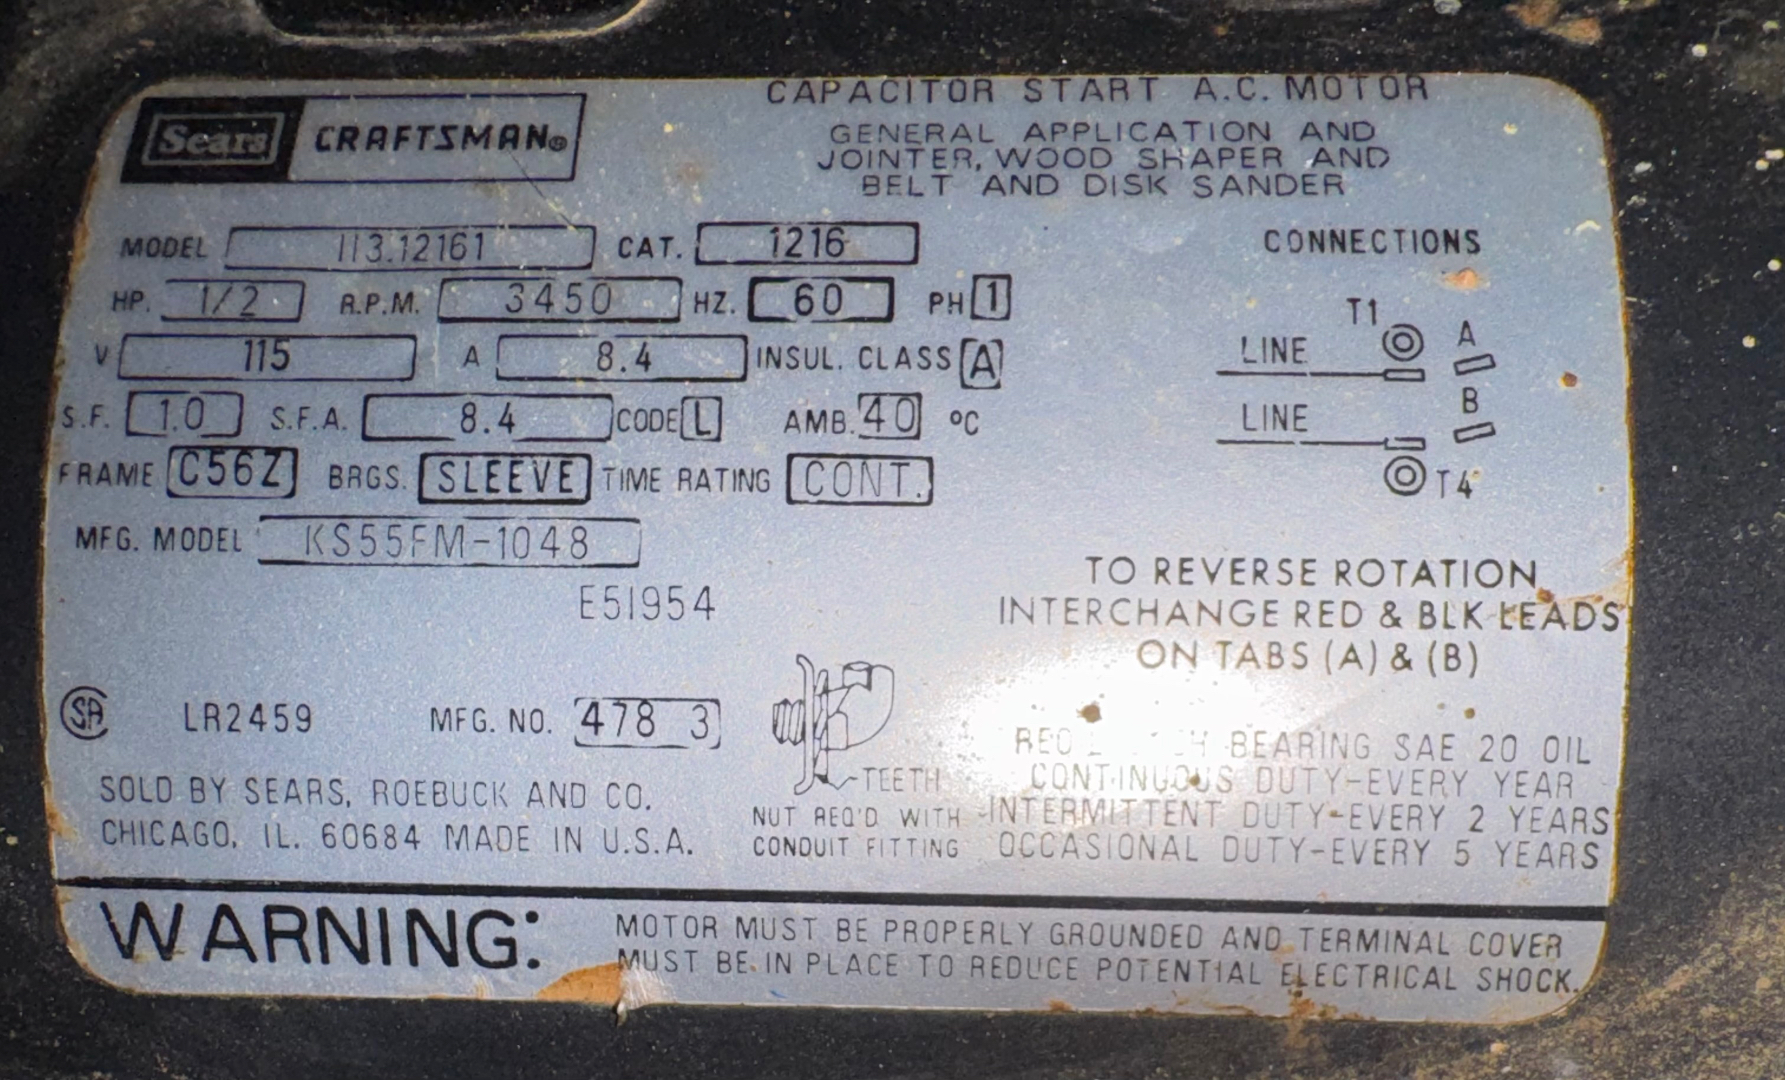 Sears CRAFTSMAN®
CAPACITOR START A.C. MOTOR
GENERAL APPLICATION AND
JOINTER, WOOD SHAPER AND
BELT AND DISK SANDER
MODEL 113.12161 CAT. 1216
HP. 1/2 R.P.M. 3450 HZ. 60 PH 1
V 115 A 8.4 INSUL. CLASS A
S.F. 1.0 S.F.A. 8.4 CODE L AMB. 40 °C
FRAME C56Z BRGS. SLEEVE TIME RATING CONT.
MFG. MODEL KS55FM-1048
E51954
CONNECTIONS
T1
LINE A
LINE B
T4
TO REVERSE ROTATION
INTERCHANGE RED & BLK LEADS
ON TABS (A) & (B)
SA LR2459 MFG. NO. 478 3
SOLD BY SEARS, ROEBUCK AND CO.
CHICAGO, IL. 60684 MADE IN U.S.A.
TEETH
NUT REQ'D WITH
CONDUIT FITTING
BEARING SAE 20 OIL
CONTINUOUS DUTY-EVERY YEAR
INTERMITTENT DUTY-EVERY 2 YEARS
OCCASIONAL DUTY-EVERY 5 YEARS
WARNING: MOTOR MUST BE PROPERLY GROUNDED AND TERMINAL COVER
MUST BE IN PLACE TO REDUCE POTENTIAL ELECTRICAL SHOCK.